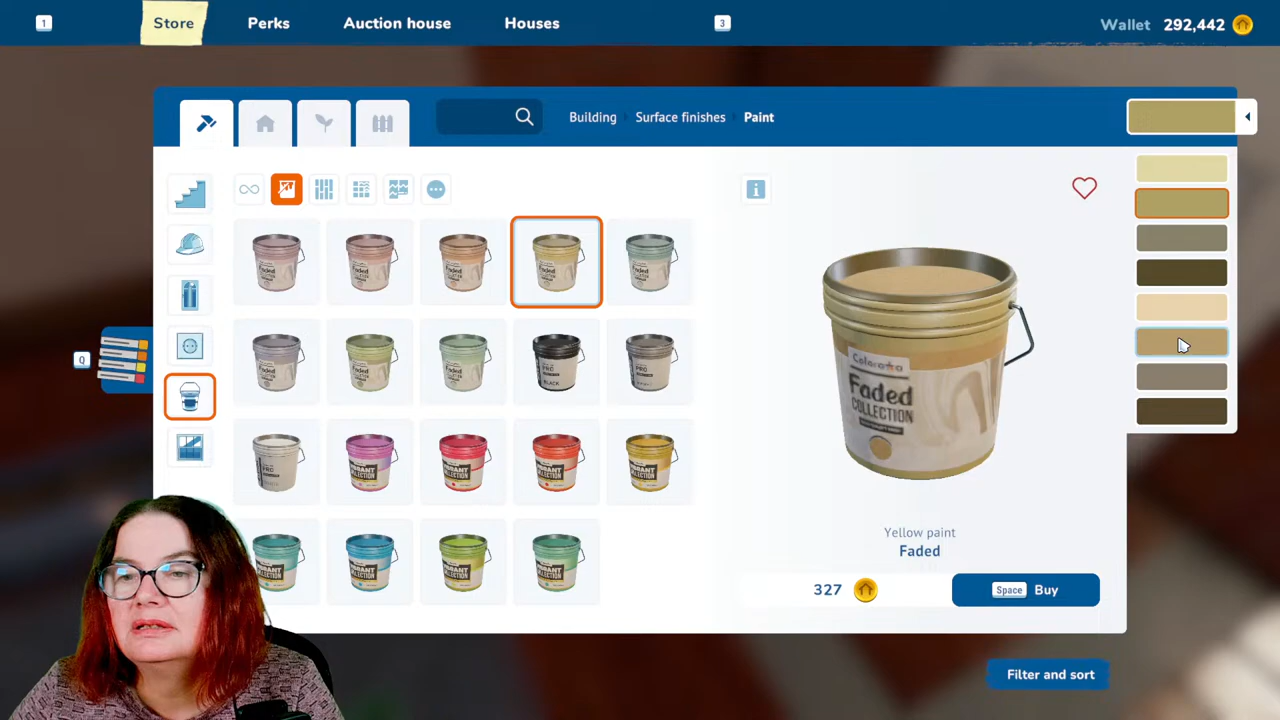 1 Store Perks Auction house Houses 3 Wallet 292,442
Building Surface finishes Paint
Q
Colorama
Faded
COLLECTION
Yellow paint
Faded
327 Space Buy
Filter and sort